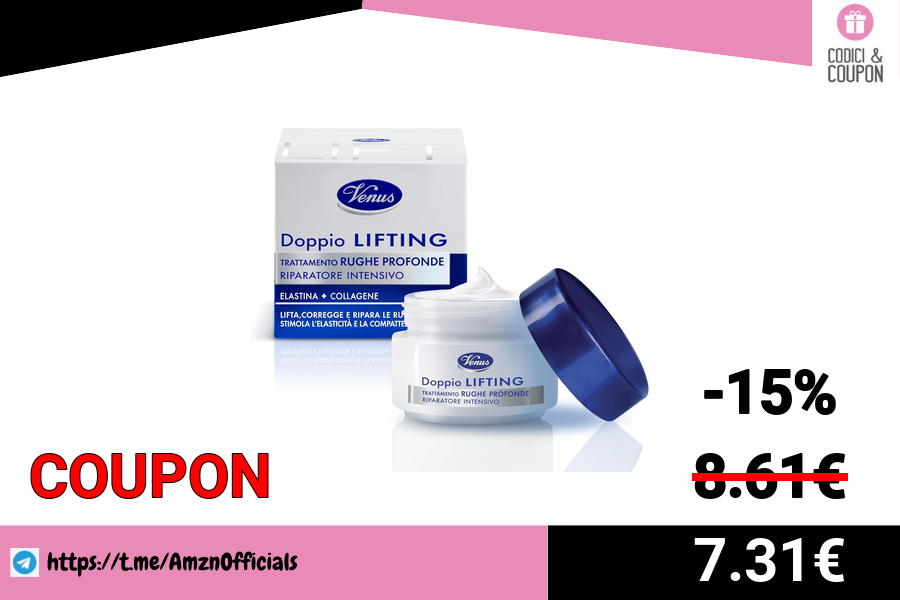 CODICI &
COUPON
Venus
Doppio LIFTING
TRATTAMENTO RUGHE PROFONDE
RIPARATORE INTENSIVO
ELASTINA + COLLAGENE
LIFTA, CORREGGE E RIPARA LE RU
STIMOLA L'ELASTICITÀ E LA COMPATTE
Venus
Doppio LIFTING
TRATTAMENTO RUGHE PROFONDE
RIPARATORE INTENSIVO
-15%
COUPON
8.61€
https://t.me/AmznOfficials
7.31€